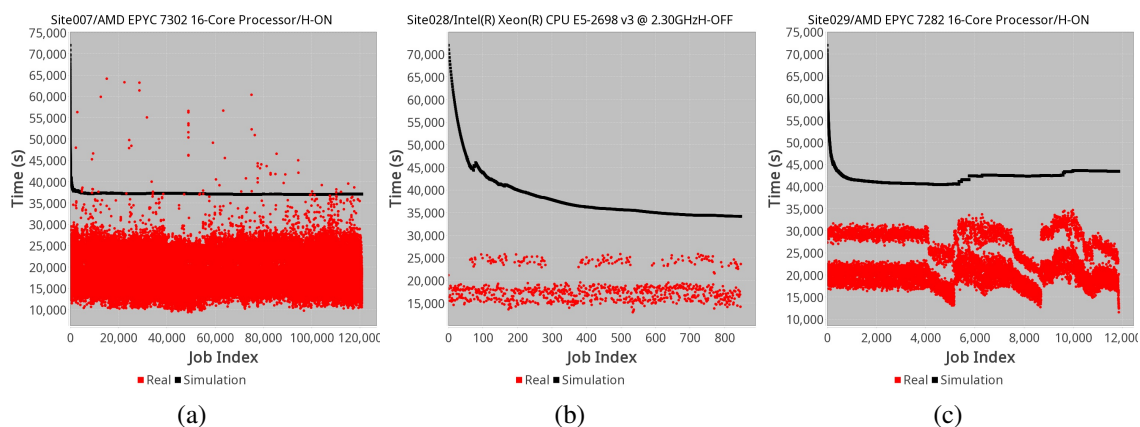 Site007/AMD EPYC 7302 16-Core Processor/H-ON
75,000
70,000
65,000
60,000
55,000
50,000
45,000
40,000
35,000
30,000
25,000
20,000
15,000
10,000
Time (s)
0 20,000 40,000 60,000 80,000 100,000 120,000
Job Index
Real Simulation
(a)
Site028/Intel(R) Xeon(R) CPU E5-2698 v3 @ 2.30GHzH-OFF
75,000
70,000
65,000
60,000
55,000
50,000
45,000
40,000
35,000
30,000
25,000
20,000
15,000
Time (s)
0 100 200 300 400 500 600 700 800
Job Index
Real Simulation
(b)
Site029/AMD EPYC 7282 16-Core Processor/H-ON
75,000
70,000
65,000
60,000
55,000
50,000
45,000
40,000
35,000
30,000
25,000
20,000
15,000
10,000
Time (s)
0 2,000 4,000 6,000 8,000 10,000 12,000
Job Index
Real Simulation
(c)